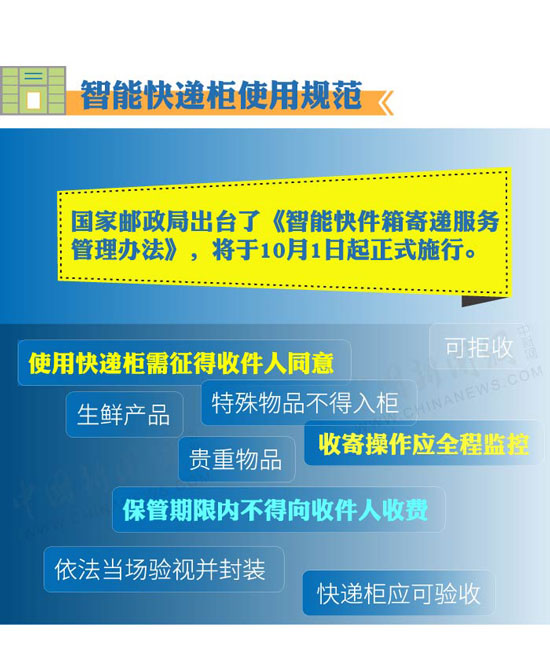 智能快递柜使用规范
国家邮政局出台了《智能快件箱寄递服务
管理办法》，将于10月1日起正式施行。
可拒收
使用快递柜需征得收件人同意
特殊物品不得入柜
生鲜产品
收寄操作应全程监控
贵重物品
保管期限内不得向收件人收费
依法当场验视并封装
快递柜应可验收
中国新闻网
WWW.CHINANEWS.COM